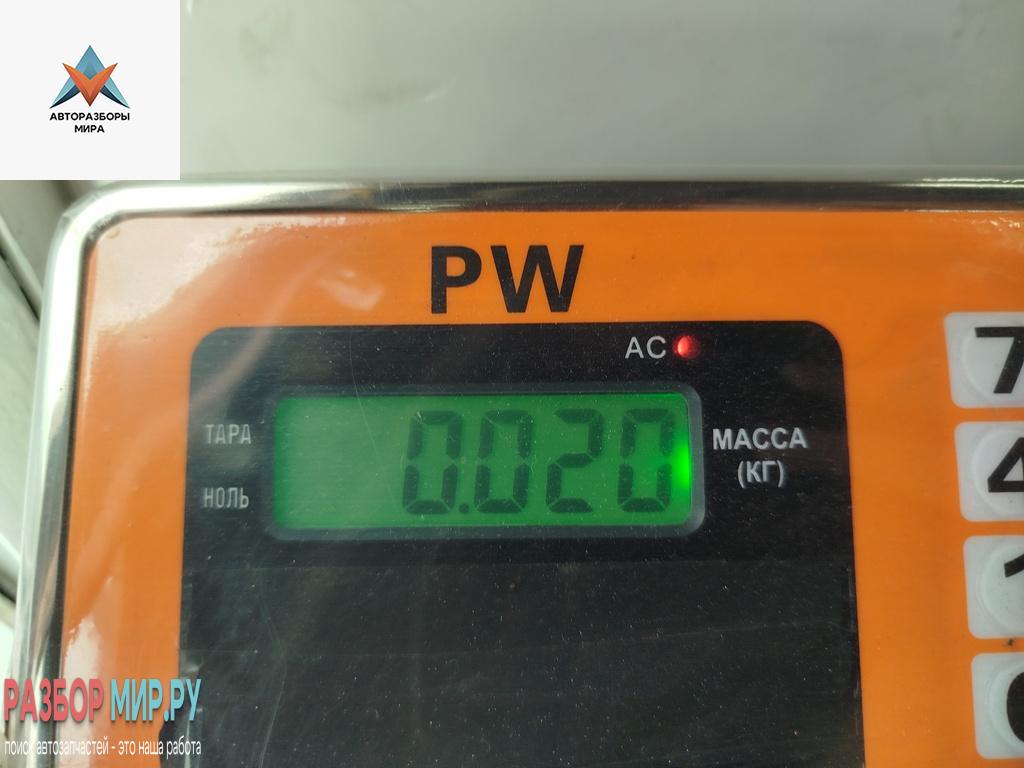 АВТОРАЗБОРЫ
МИРА
PW
AC
ТАРА
НОЛЬ
0.020
МАССА
(КГ)
7
4
1
РАЗБОР МИР.РУ
поиск автозапчастей - это наша работа